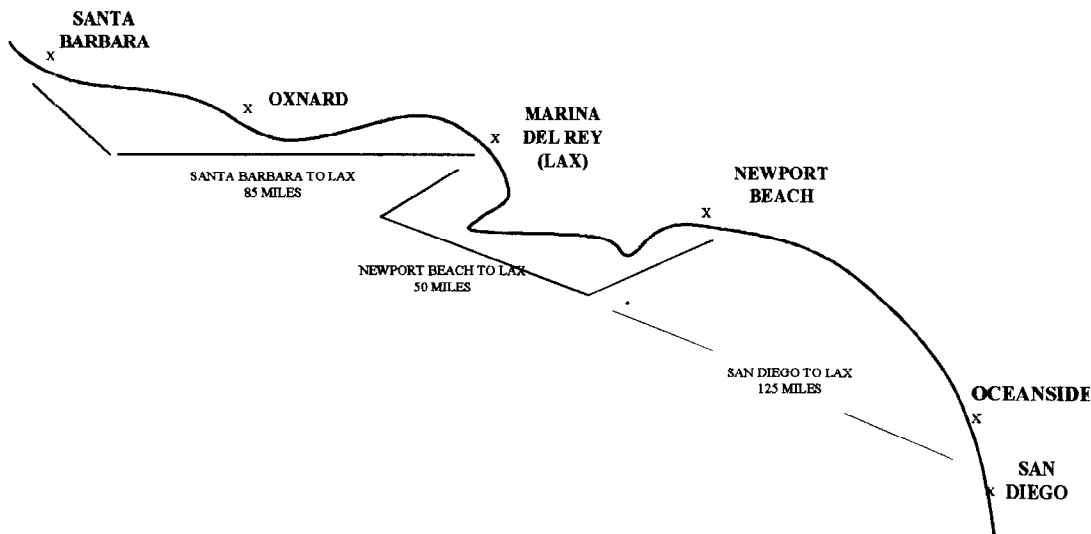 SANTA
BARBARA
x
x
OXNARD
MARINA
DEL REY
(LAX)
x
SANTA BARBARA TO LAX
85 MILES
NEWPORT
BEACH
x
NEWPORT BEACH TO LAX
50 MILES
SAN DIEGO TO LAX
125 MILES
OCEANSIDE
x
SAN
DIEGO
x